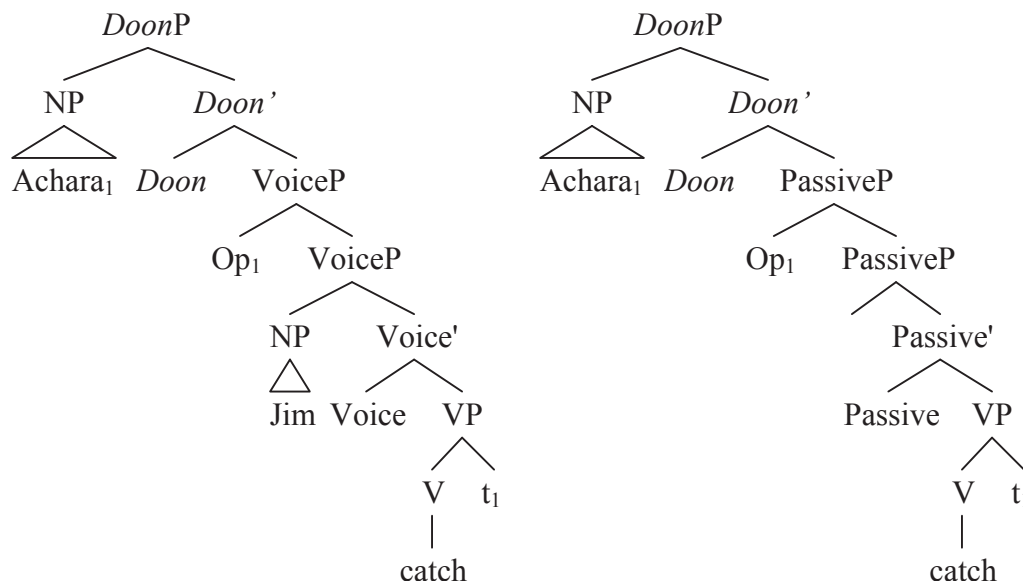 DoonP DoonP
NP Doon’ NP Doon’
Achara₁ Doon VoiceP Achara₁ Doon PassiveP
Op₁ VoiceP Op₁ PassiveP
NP Voice' Passive'
Jim Voice VP Passive VP
V t₁ V t
catch catch